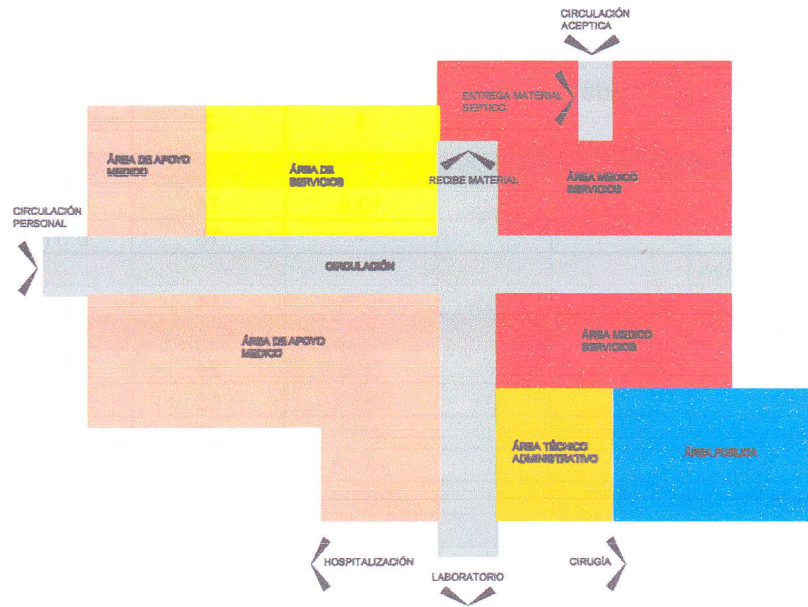 CIRCULACIÓN
ACEPTICA
ENTREGA MATERIAL
SEPTICO
ÁREA DE APOYO
MEDICO
ÁREA DE
SERVICIOS
RECIBE MATERIAL
ÁREA MEDICO
SERVICIOS
CIRCULACIÓN
PERSONAL
CIRCULACIÓN
ÁREA DE APOYO
MEDICO
ÁREA MEDICO
SERVICIOS
ÁREA TÉCNICO
ADMINISTRATIVO
ÁREA PUBLICA
HOSPITALIZACIÓN
LABORATORIO
CIRUGÍA